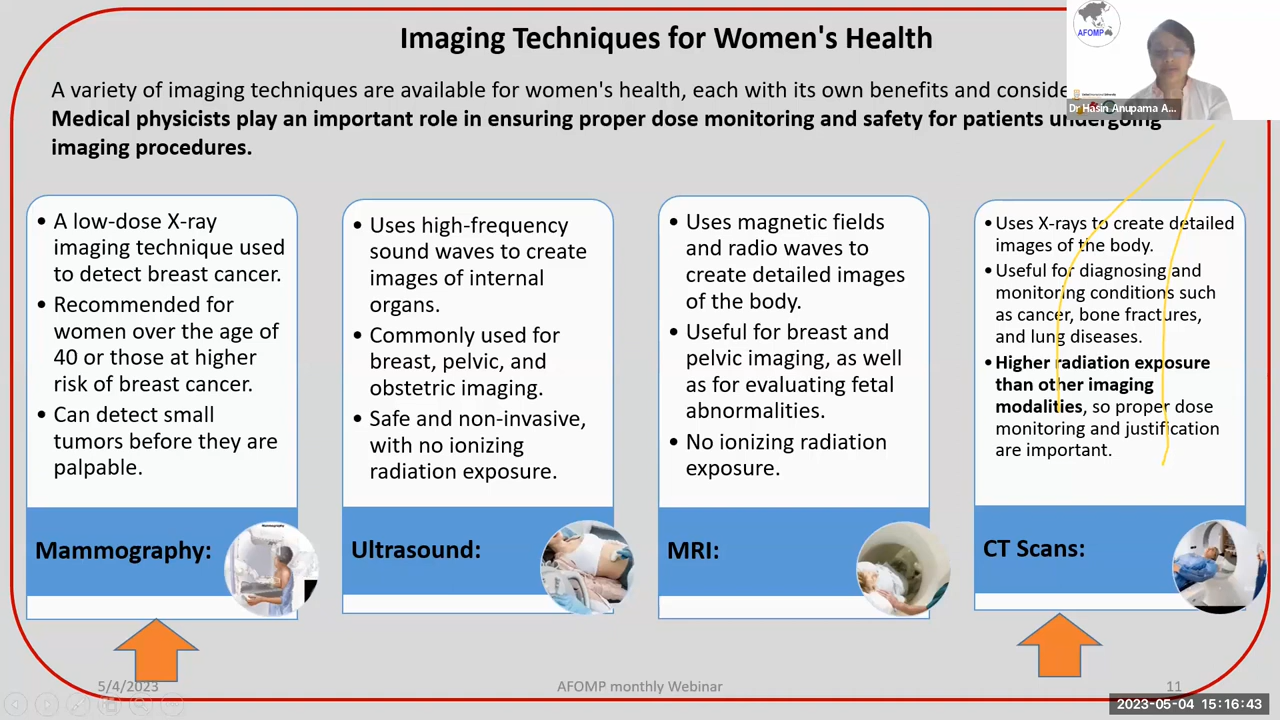 Imaging Techniques for Women's Health
AFOMP
A variety of imaging techniques are available for women's health, each with its own benefits and
Medical physicists play an important role in ensuring proper dose monitoring and safety for patients undergoing
imaging procedures.
Dr Hasin Anupama A...
• A low-dose X-ray
imaging technique used
to detect breast cancer.
• Recommended for
women over the age of
40 or those at higher
risk of breast cancer.
• Can detect small
tumors before they are
palpable.
Mammography:
• Uses high-frequency
sound waves to create
images of internal
organs.
• Commonly used for
breast, pelvic, and
obstetric imaging.
• Safe and non-invasive,
with no ionizing
radiation exposure.
Ultrasound:
• Uses magnetic fields
and radio waves to
create detailed images
of the body.
• Useful for breast and
pelvic imaging, as well
as for evaluating fetal
abnormalities.
• No ionizing radiation
exposure.
MRI:
• Uses X-rays to create detailed
images of the body.
• Useful for diagnosing and
monitoring conditions such
as cancer, bone fractures,
and lung diseases.
• Higher radiation exposure
than other imaging
modalities, so proper dose
monitoring and justification
are important.
CT Scans:
5/4/2023
AFOMP monthly Webinar
11
2023-05-04 15:16:43